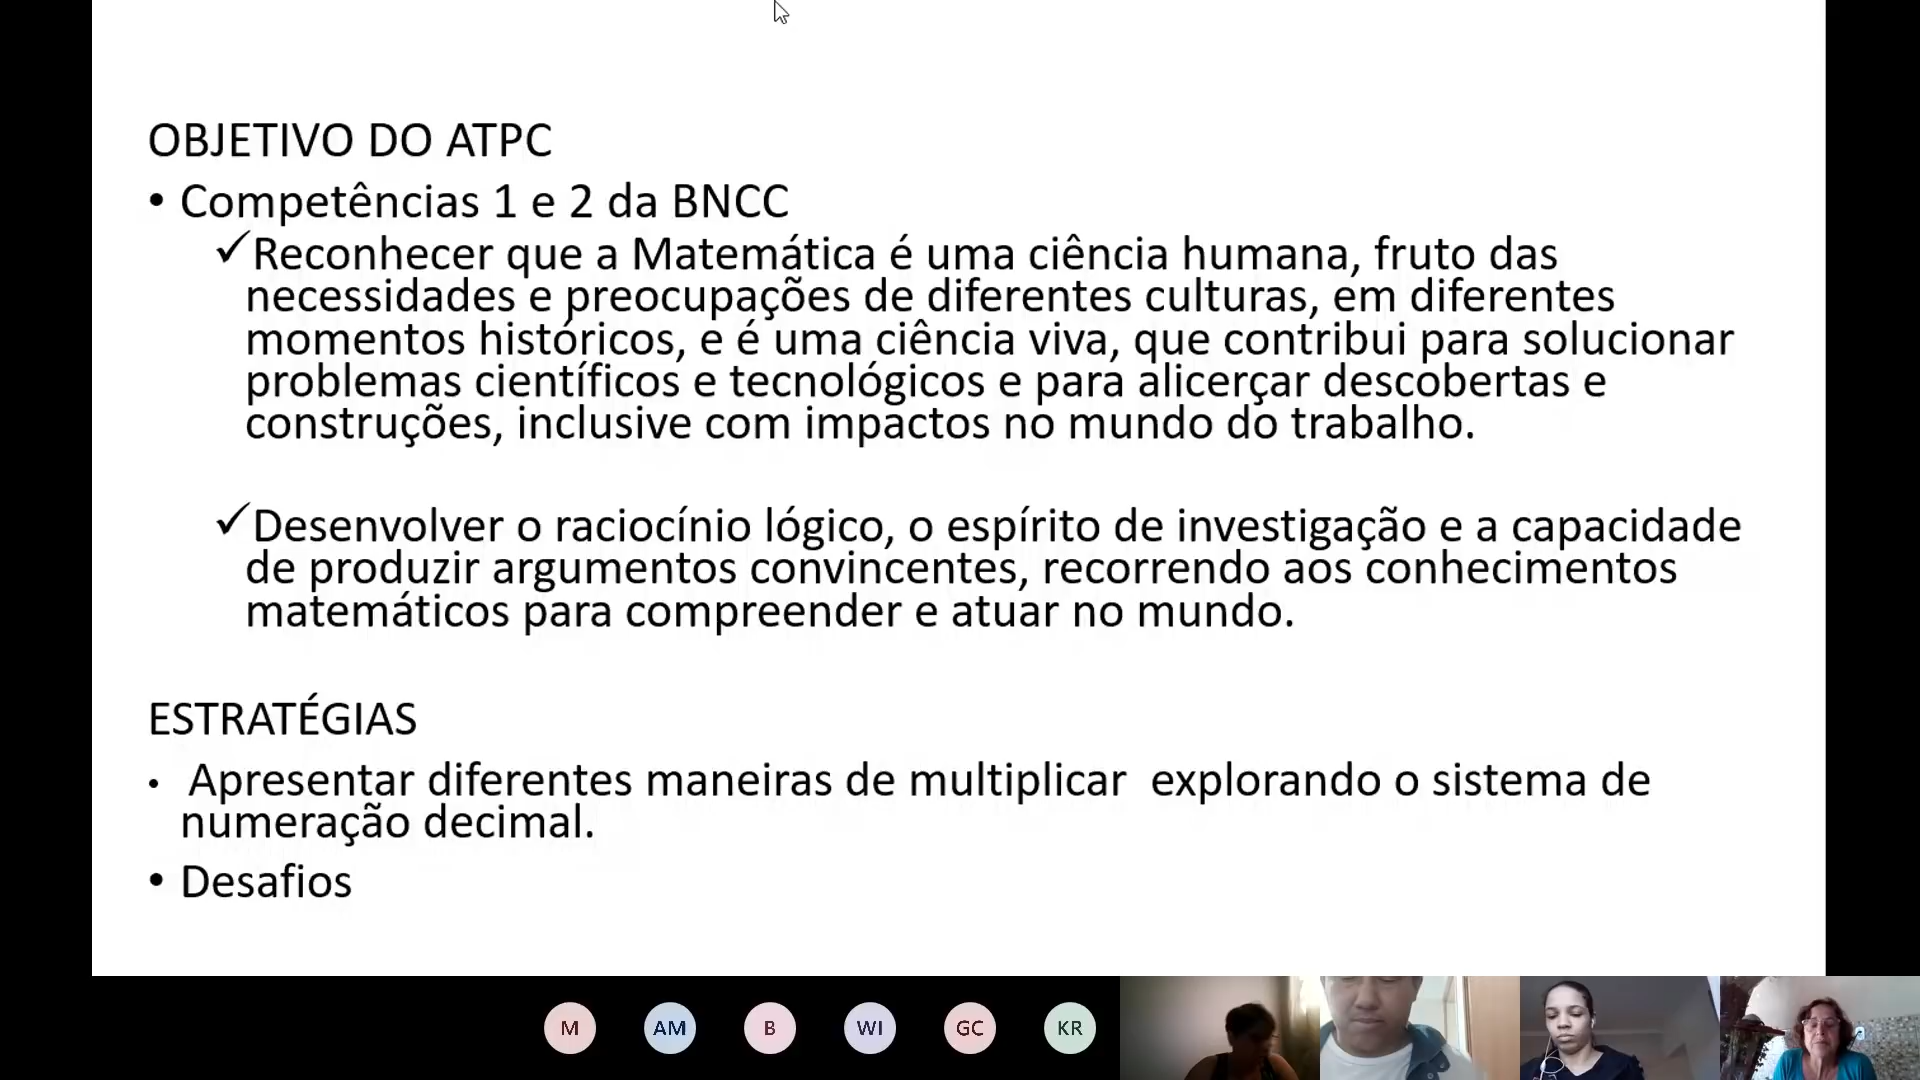 OBJETIVO DO ATPC
• Competências 1 e 2 da BNCC
✓Reconhecer que a Matemática é uma ciência humana, fruto das
necessidades e preocupações de diferentes culturas, em diferentes
momentos históricos, e é uma ciência viva, que contribui para solucionar
problemas científicos e tecnológicos e para alicerçar descobertas e
construções, inclusive com impactos no mundo do trabalho.
✓Desenvolver o raciocínio lógico, o espírito de investigação e a capacidade
de produzir argumentos convincentes, recorrendo aos conhecimentos
matemáticos para compreender e atuar no mundo.
ESTRATÉGIAS
• Apresentar diferentes maneiras de multiplicar explorando o sistema de
numeração decimal.
• Desafios
M AM B WI GC KR